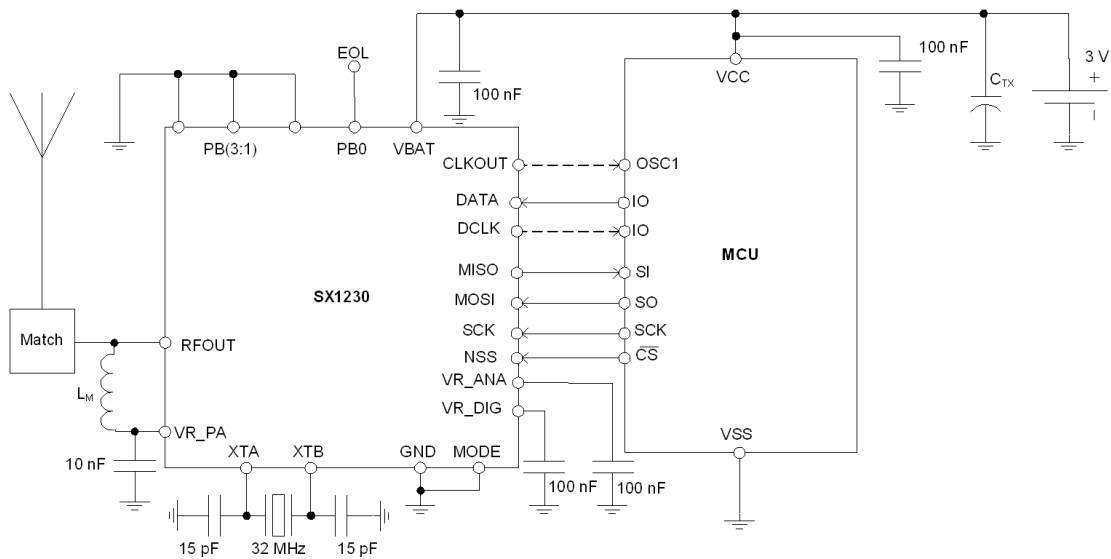 EOL
100 nF
100 nF
3 V
+
C_TX
VCC
PB(3:1)
PB0
VBAT
CLKOUT
OSC1
DATA
IO
DCLK
IO
MCU
MISO
SI
SX1230
MOSI
SO
SCK
SCK
Match
RFOUT
NSS
CS
VR_ANA
L_M
VR_DIG
VR_PA
VSS
XTA
XTB
GND
MODE
10 nF
100 nF
100 nF
15 pF
32 MHz
15 pF